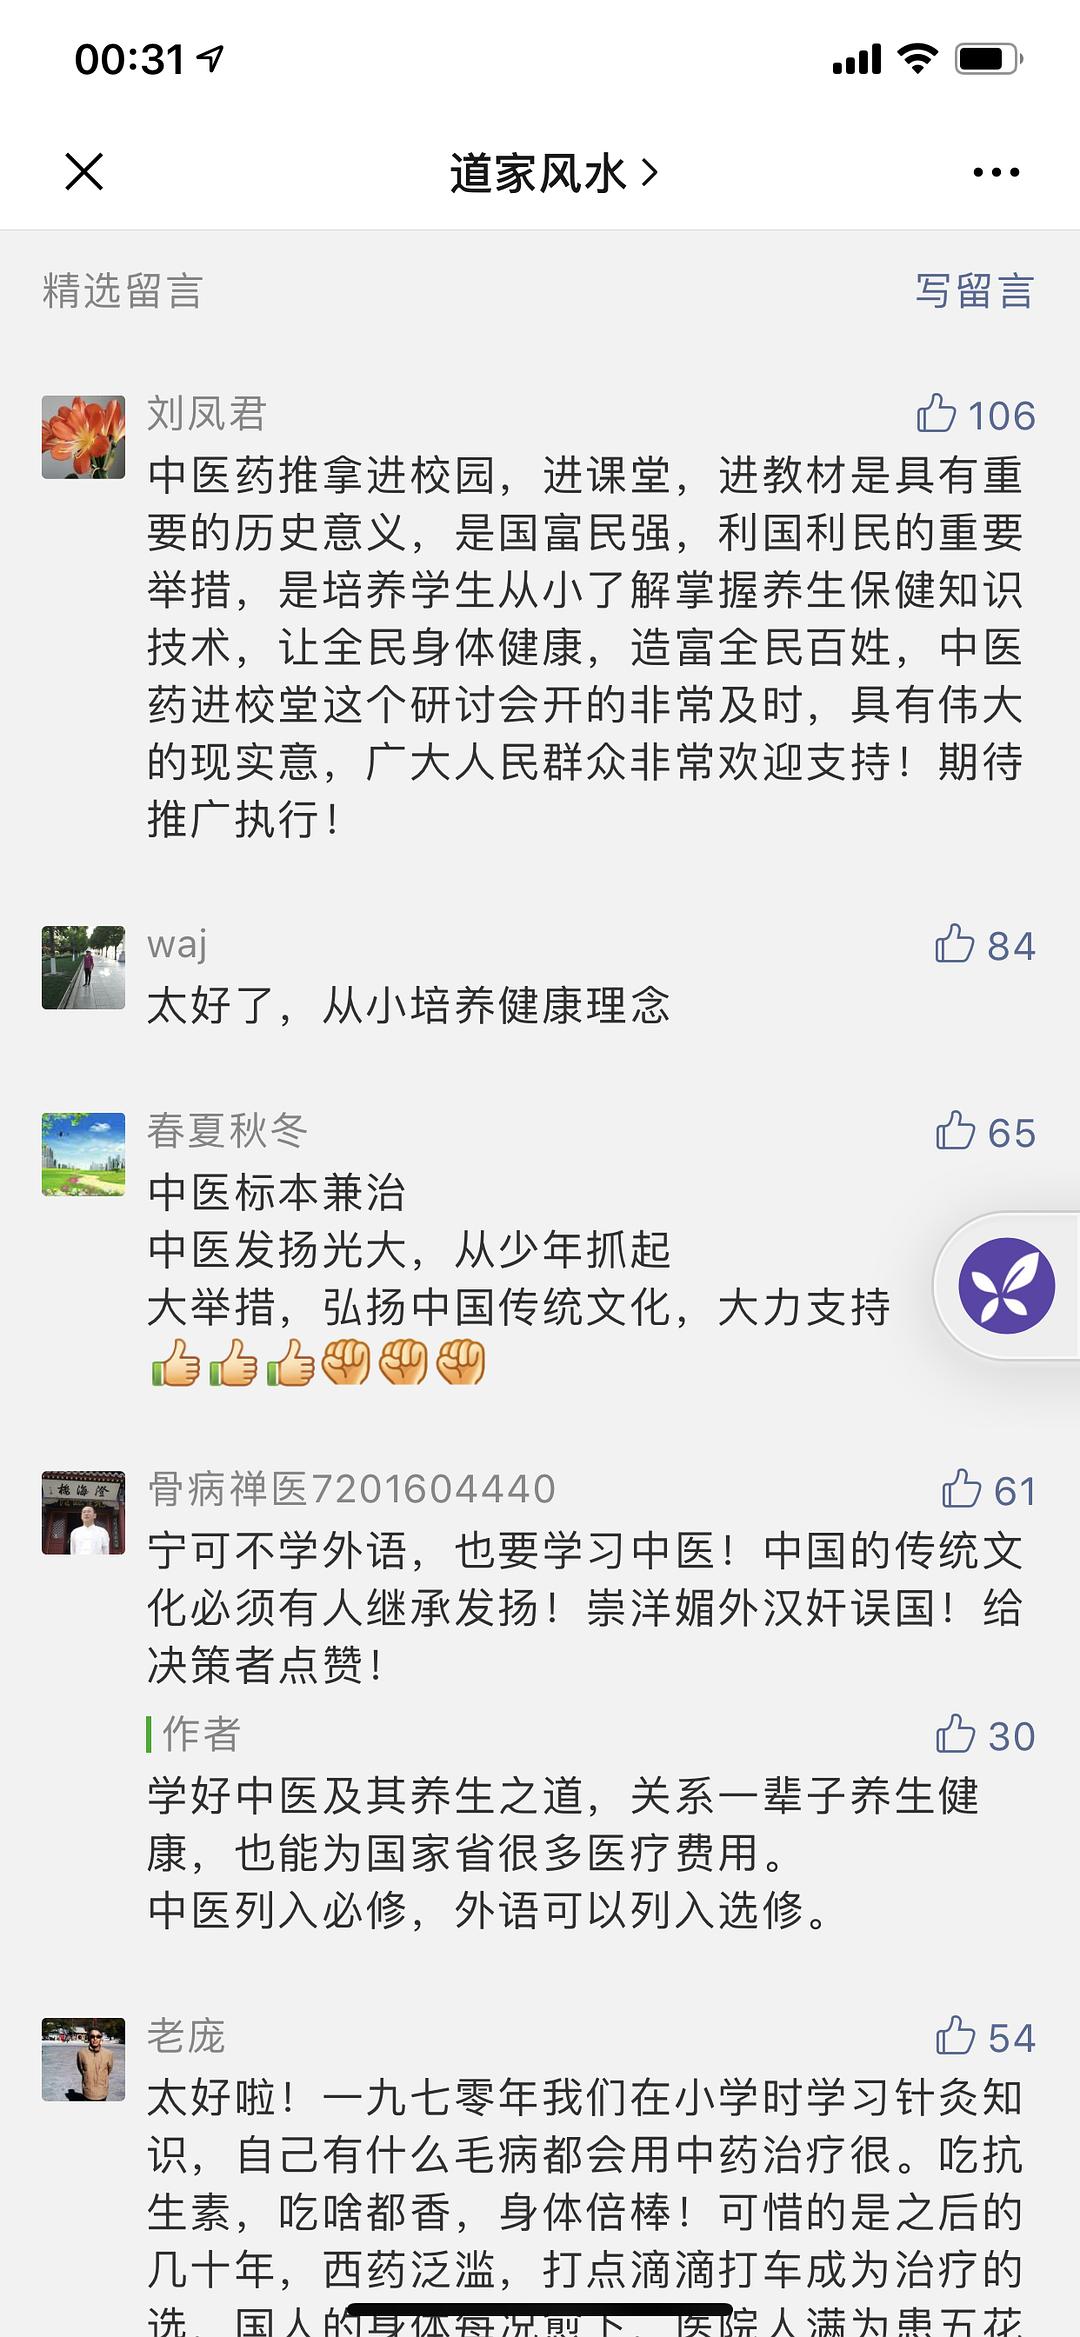 00:31
道家风水
精选留言
写留言
刘凤君
106
中医药推拿进校园，进课堂，进教材是具有重
要的历史意义，是国富民强，利国利民的重要
举措，是培养学生从小了解掌握养生保健知识
技术，让全民身体健康，造富全民百姓，中医
药进校堂这个研讨会开的非常及时，具有伟大
的现实意，广大人民群众非常欢迎支持！期待
推广执行！
waj
84
太好了，从小培养健康理念
春夏秋冬
65
中医标本兼治
中医发扬光大，从少年抓起
大举措，弘扬中国传统文化，大力支持
👍👍👍✊✊✊
骨病禅医7201604440
61
宁可不学外语，也要学习中医！中国的传统文
化必须有人继承发扬！崇洋媚外汉奸误国！给
决策者点赞！
作者
30
学好中医及其养生之道，关系一辈子养生健
康，也能为国家省很多医疗费用。
中医列入必修，外语可以列入选修。
老庞
54
太好啦！一九七零年我们在小学时学习针灸知
识，自己有什么毛病都会用中药治疗很。吃抗
生素，吃啥都香，身体倍棒！可惜的是之后的
几十年，西药泛滥，打点滴滴打车成为治疗的
选，国人的身体每况愈下，医院人满为患五花